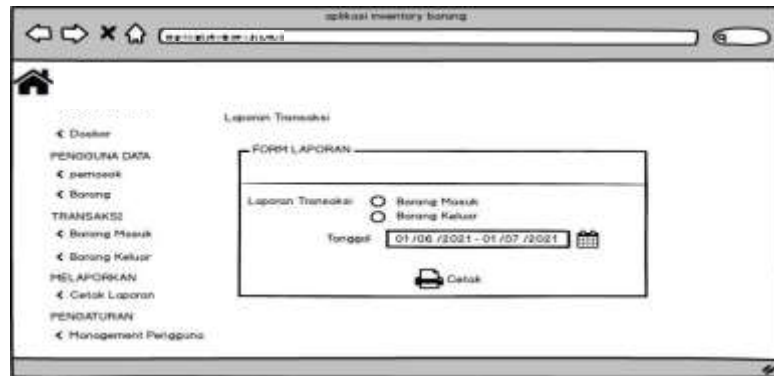 aplikasi inventory barang
Laporan Transaksi
Dasbor
PENGGUNA DATA
pemasok
Barang
TRANSAKSI
Barang Masuk
Barang Keluar
MELAPORKAN
Cetak Laporan
PENGATURAN
Management Pengguna
FORM LAPORAN
Laporan Transaksi
Barang Masuk
Barang Keluar
Tanggal 01 /06 /2021 - 01 /07 /2021
Cetak